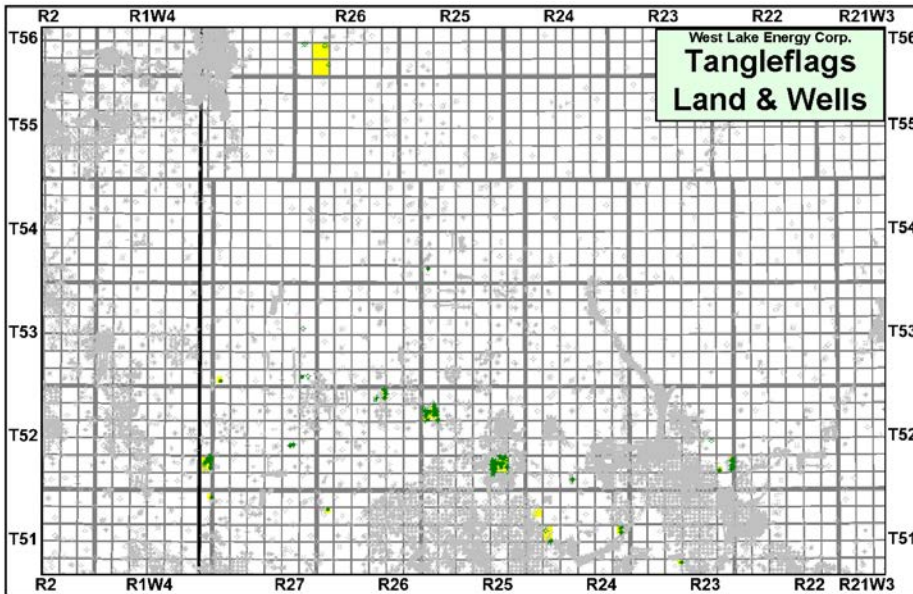 R2 R1W4 R26 R25 R24 R23 R22 R21W3
West Lake Energy Corp.
Tangleflags
Land & Wells
T56 T56
T55 T55
T54 T54
T53 T53
T52 T52
T51 T51
R2 R1W4 R27 R26 R25 R24 R23 R22 R21W3